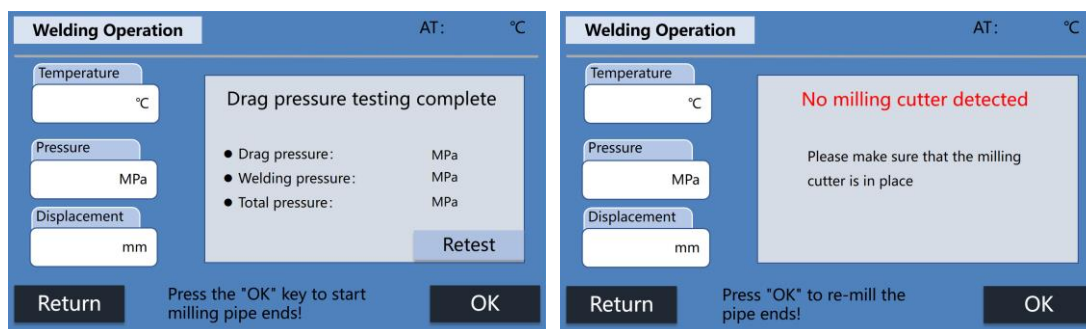 Welding Operation
AT: ℃
Temperature
℃
Pressure
MPa
Displacement
mm
Drag pressure testing complete
● Drag pressure: MPa
● Welding pressure: MPa
● Total pressure: MPa
Retest
Return
Press the "OK" key to start
milling pipe ends!
OK
Welding Operation
AT: ℃
Temperature
℃
Pressure
MPa
Displacement
mm
No milling cutter detected
Please make sure that the milling
cutter is in place
Return
Press "OK" to re-mill the
pipe ends!
OK